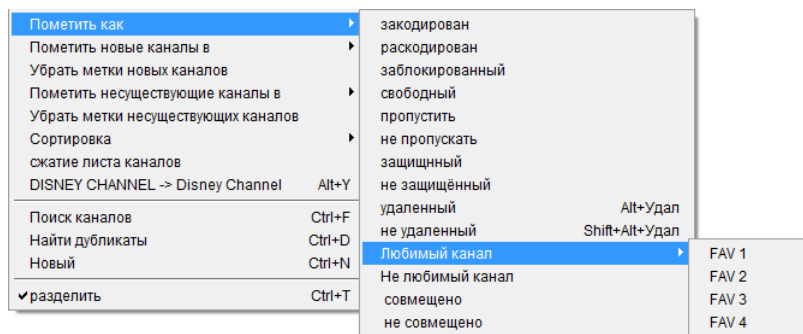 Пометить как
Пометить новые каналы в
Убрать метки новых каналов
Пометить несуществующие каналы в
Убрать метки несуществующих каналов
Сортировка
сжатие листа каналов
DISNEY CHANNEL -> Disney Channel Alt+Y
Поиск каналов Ctrl+F
Найти дубликаты Ctrl+D
Новый Ctrl+N
✔разделить Ctrl+T
закодирован
раскодирован
заблокированный
свободный
пропустить
не пропускать
защищнный
не защищённый
удаленный Alt+Удал
не удаленный Shift+Alt+Удал
Любимый канал
Не любимый канал
совмещено
не совмещено
FAV 1
FAV 2
FAV 3
FAV 4